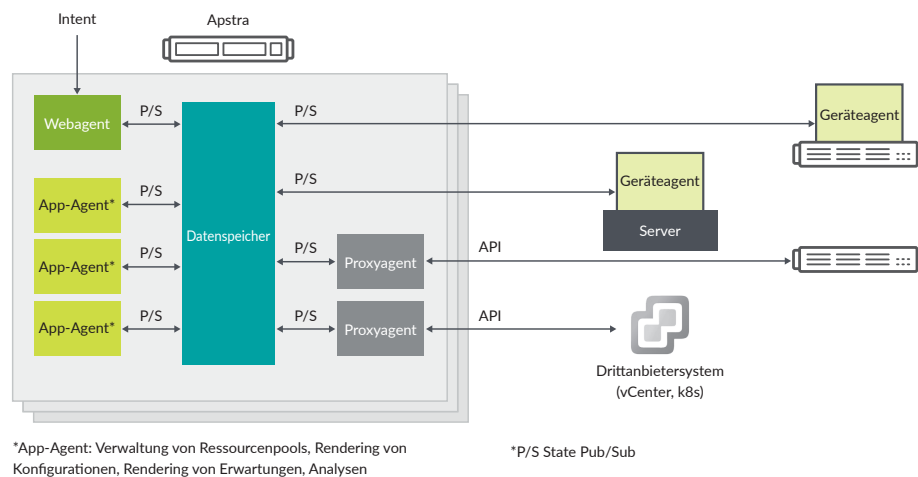 Intent
Apstra
Webagent
P/S
P/S
Geräteagent
App-Agent*
P/S
Datenspeicher
P/S
Geräteagent
Server
App-Agent*
P/S
P/S
Proxyagent
API
App-Agent*
P/S
P/S
Proxyagent
API
Drittanbietersystem
(vCenter, k8s)
*App-Agent: Verwaltung von Ressourcenpools, Rendering von
Konfigurationen, Rendering von Erwartungen, Analysen
*P/S State Pub/Sub